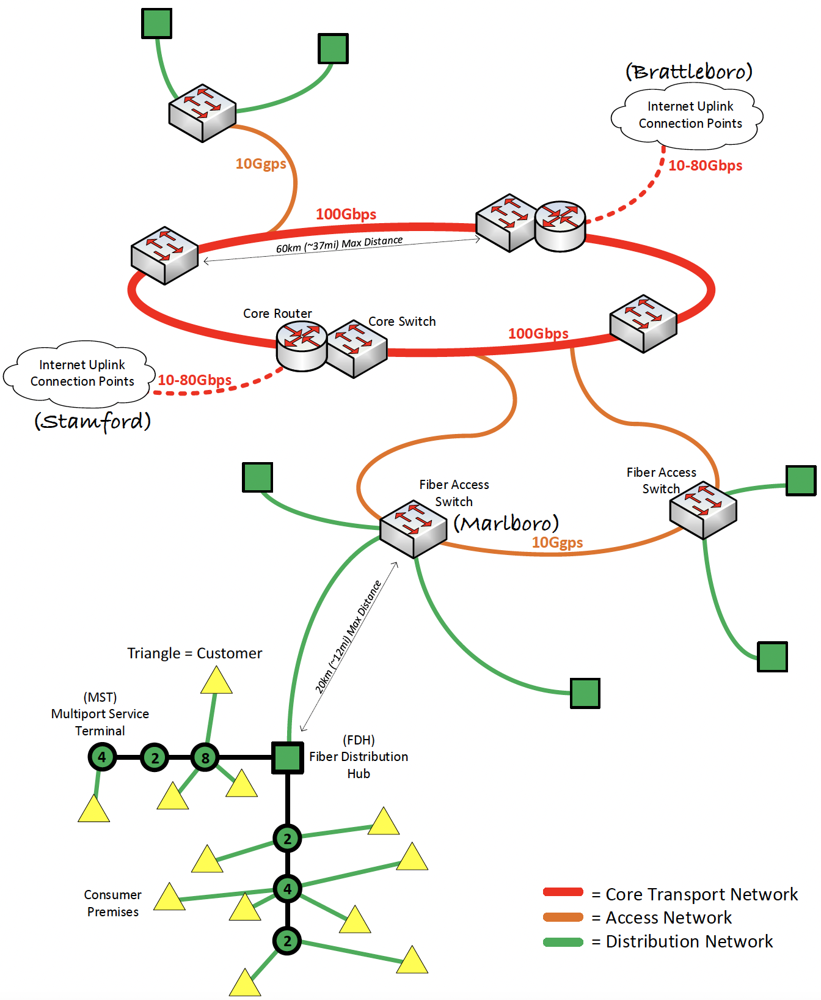 (Brattleboro)
Internet Uplink
Connection Points
10-80Gbps
10Ggps
100Gbps
60km (~37mi) Max Distance
Core Router
Core Switch
100Gbps
Internet Uplink
Connection Points
10-80Gbps
(Stamford)
Fiber Access
Switch
Fiber Access
Switch
(Marlboro)
10Ggps
20km (~12mi) Max Distance
Triangle = Customer
(MST)
Multiport Service
Terminal
4
2
8
(FDH)
Fiber Distribution
Hub
2
4
2
Consumer
Premises
= Core Transport Network
= Access Network
= Distribution Network